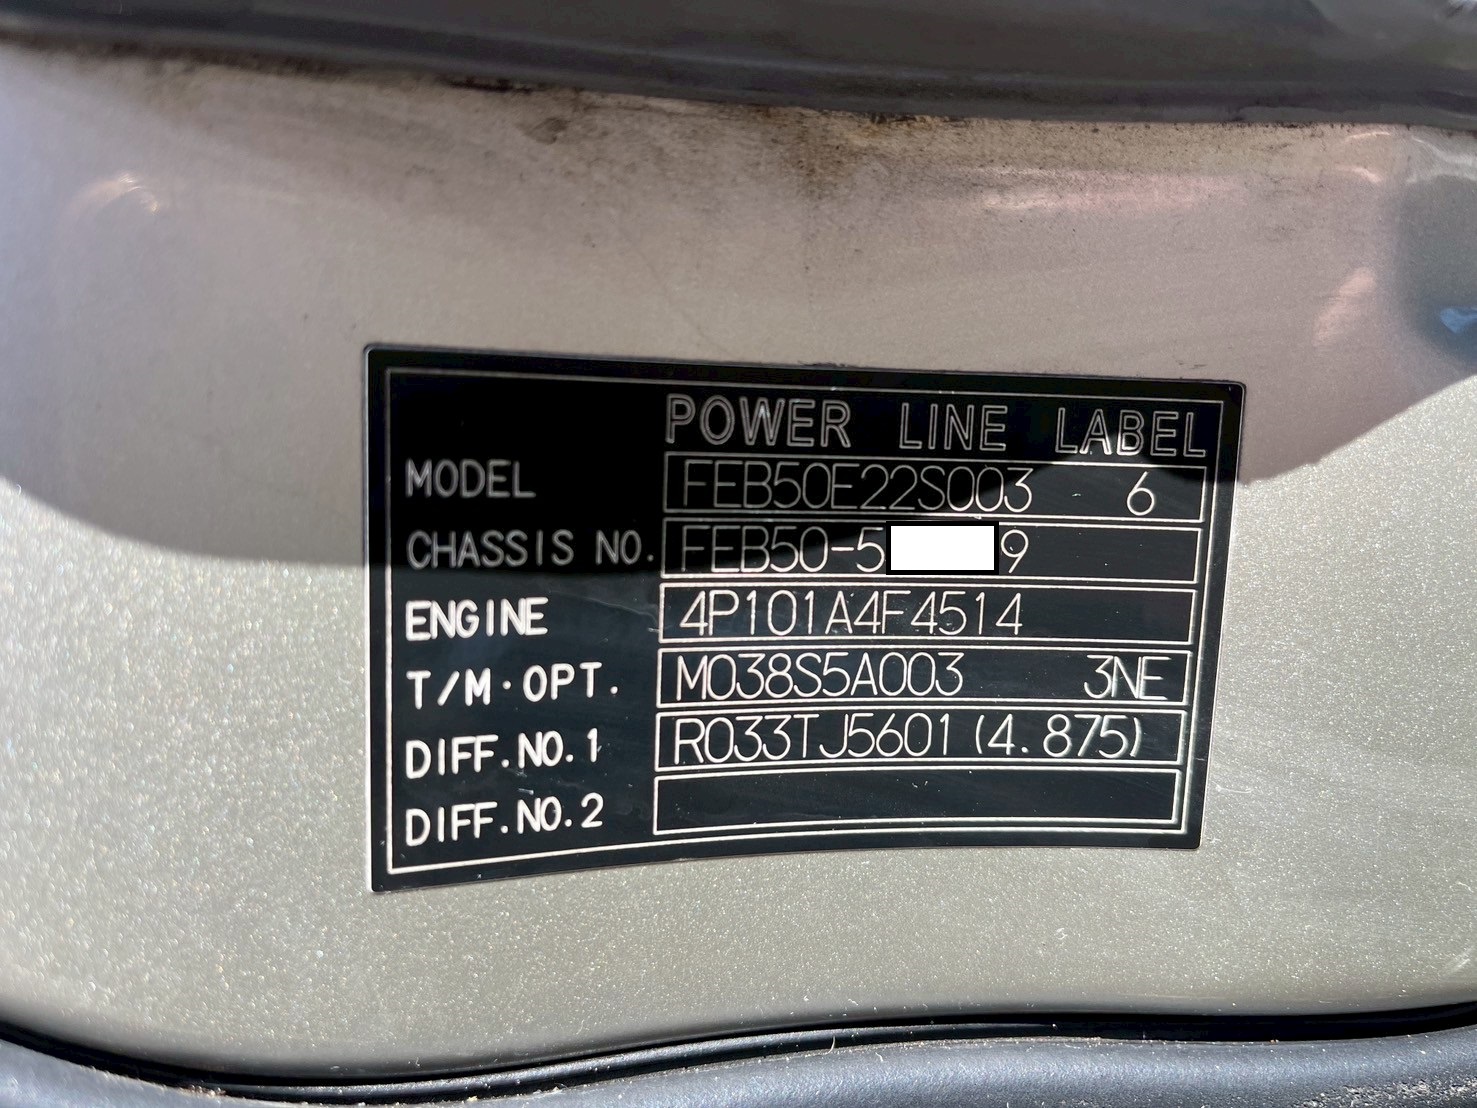 POWER LINE LABEL
MODEL FEB50E22S003 6
CHASSIS NO. FEB50-5 9
ENGINE 4P101A4F4514
T/M·OPT. M038S5A003 3NE
DIFF.NO.1 R033TJ5601 (4.875)
DIFF.NO.2